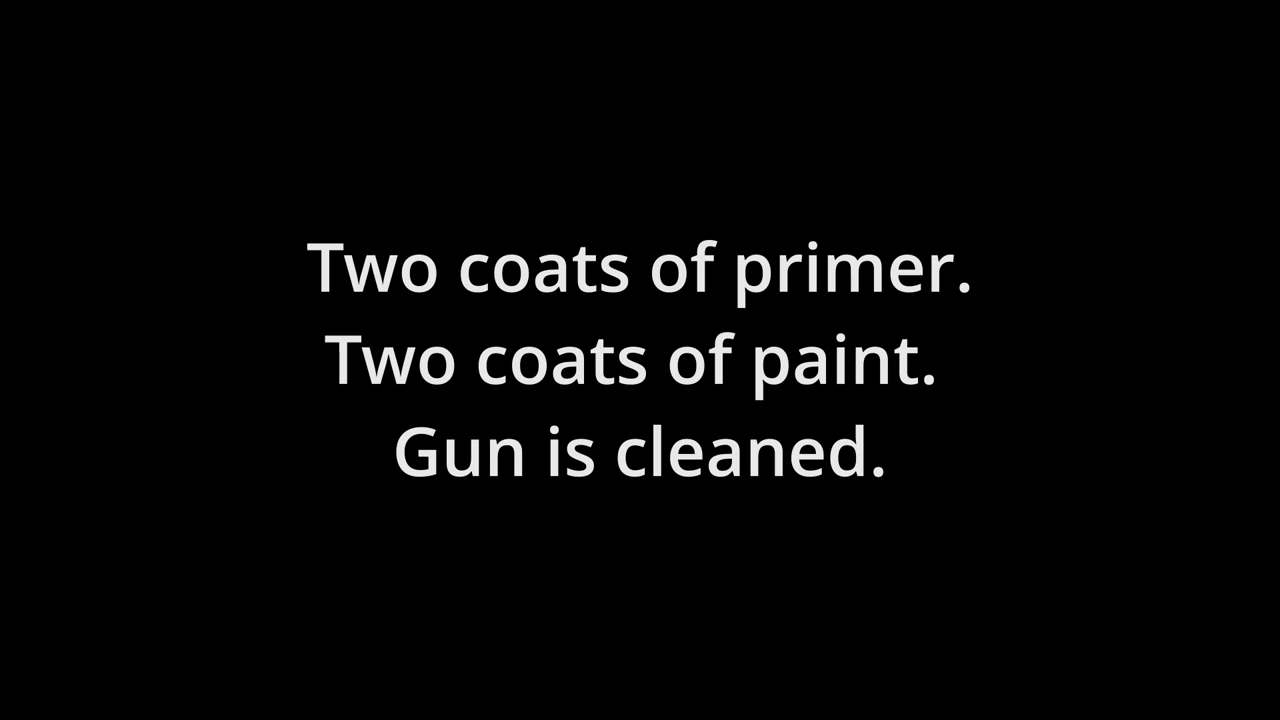 Two coats of primer.
Two coats of paint.
Gun is cleaned.